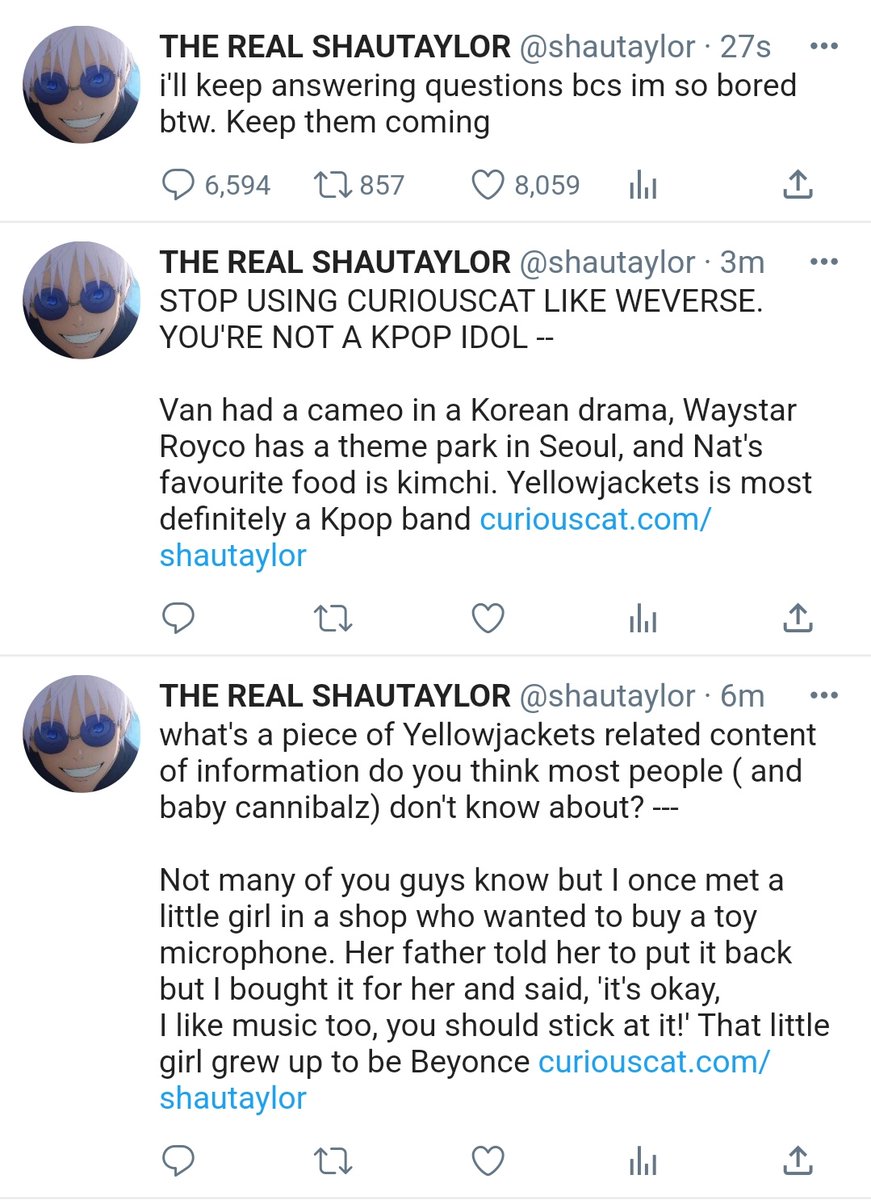 THE REAL SHAUTAYLOR @shautaylor · 27s
i'll keep answering questions bcs im so bored
btw. Keep them coming
6,594 857 8,059
THE REAL SHAUTAYLOR @shautaylor · 3m
STOP USING CURIOUSCAT LIKE WEVERSE.
YOU'RE NOT A KPOP IDOL --
Van had a cameo in a Korean drama, Waystar
Royco has a theme park in Seoul, and Nat's
favourite food is kimchi. Yellowjackets is most
definitely a Kpop band curiouscat.com/
shautaylor
THE REAL SHAUTAYLOR @shautaylor · 6m
what's a piece of Yellowjackets related content
of information do you think most people ( and
baby cannibalz) don't know about? ---
Not many of you guys know but I once met a
little girl in a shop who wanted to buy a toy
microphone. Her father told her to put it back
but I bought it for her and said, 'it's okay,
I like music too, you should stick at it!' That little
girl grew up to be Beyonce curiouscat.com/
shautaylor